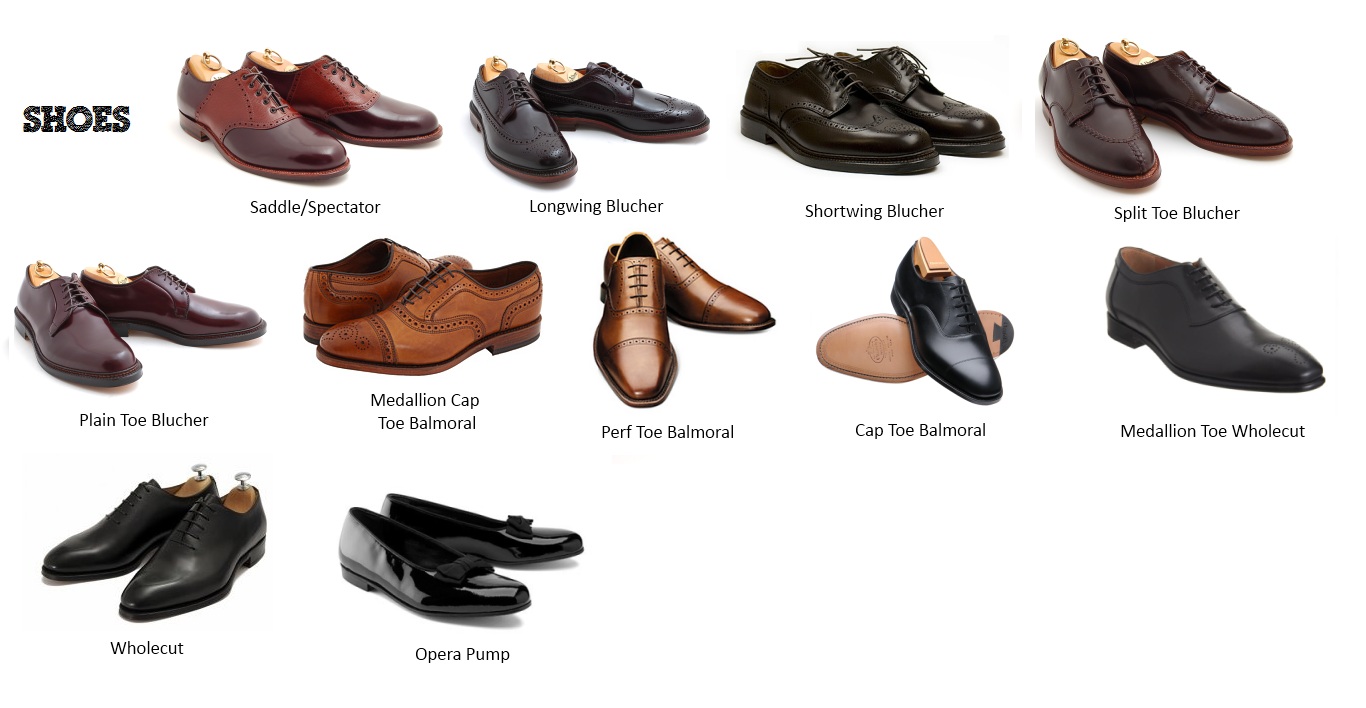 SHOES
Saddle/Spectator
Longwing Blucher
Shortwing Blucher
Split Toe Blucher
Plain Toe Blucher
Medallion Cap
Toe Balmoral
Perf Toe Balmoral
Cap Toe Balmoral
Medallion Toe Wholecut
Wholecut
Opera Pump